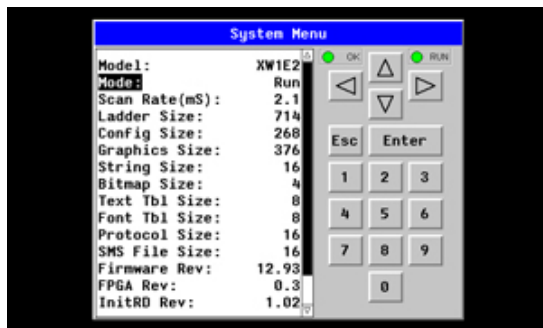 System Menu
Model: XW1E2
Mode: Run
Scan Rate(mS): 2.1
Ladder Size: 714
Config Size: 268
Graphics Size: 376
String Size: 16
Bitmap Size: 4
Text Tbl Size: 8
Font Tbl Size: 8
Protocol Size: 16
SMS File Size: 16
Firmware Rev: 12.93
FPGA Rev: 0.3
InitRD Rev: 1.02
OK RUN
Esc Enter
1 2 3
4 5 6
7 8 9
0